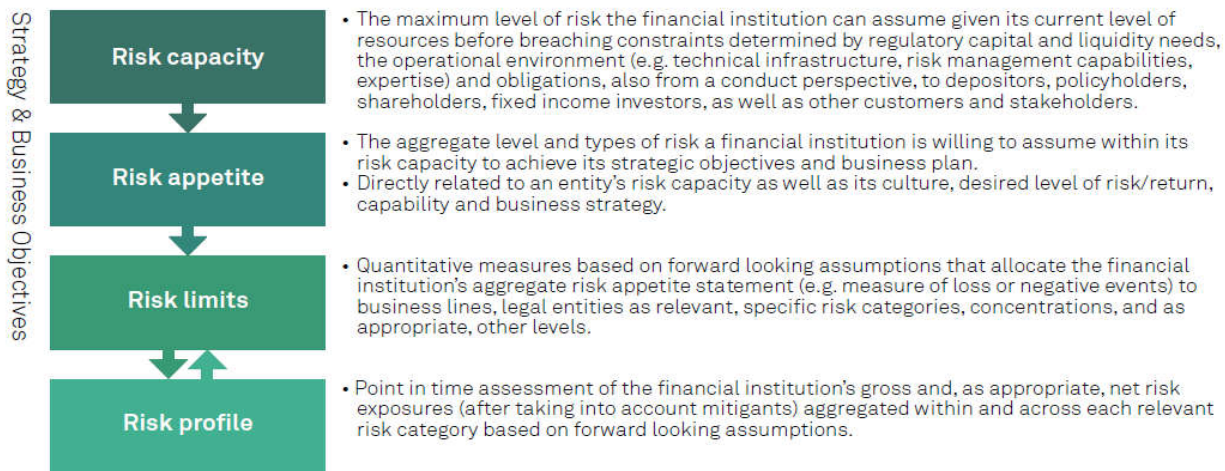 Strategy & Business Objectives
Risk capacity
• The maximum level of risk the financial institution can assume given its current level of
resources before breaching constraints determined by regulatory capital and liquidity needs,
the operational environment (e.g. technical infrastructure, risk management capabilities,
expertise) and obligations, also from a conduct perspective, to depositors, policyholders,
shareholders, fixed income investors, as well as other customers and stakeholders.
Risk appetite
• The aggregate level and types of risk a financial institution is willing to assume within its
risk capacity to achieve its strategic objectives and business plan.
• Directly related to an entity's risk capacity as well as its culture, desired level of risk/return,
capability and business strategy.
Risk limits
• Quantitative measures based on forward looking assumptions that allocate the financial
institution's aggregate risk appetite statement (e.g. measure of loss or negative events) to
business lines, legal entities as relevant, specific risk categories, concentrations, and as
appropriate, other levels.
Risk profile
• Point in time assessment of the financial institution's gross and, as appropriate, net risk
exposures (after taking into account mitigants) aggregated within and across each relevant
risk category based on forward looking assumptions.